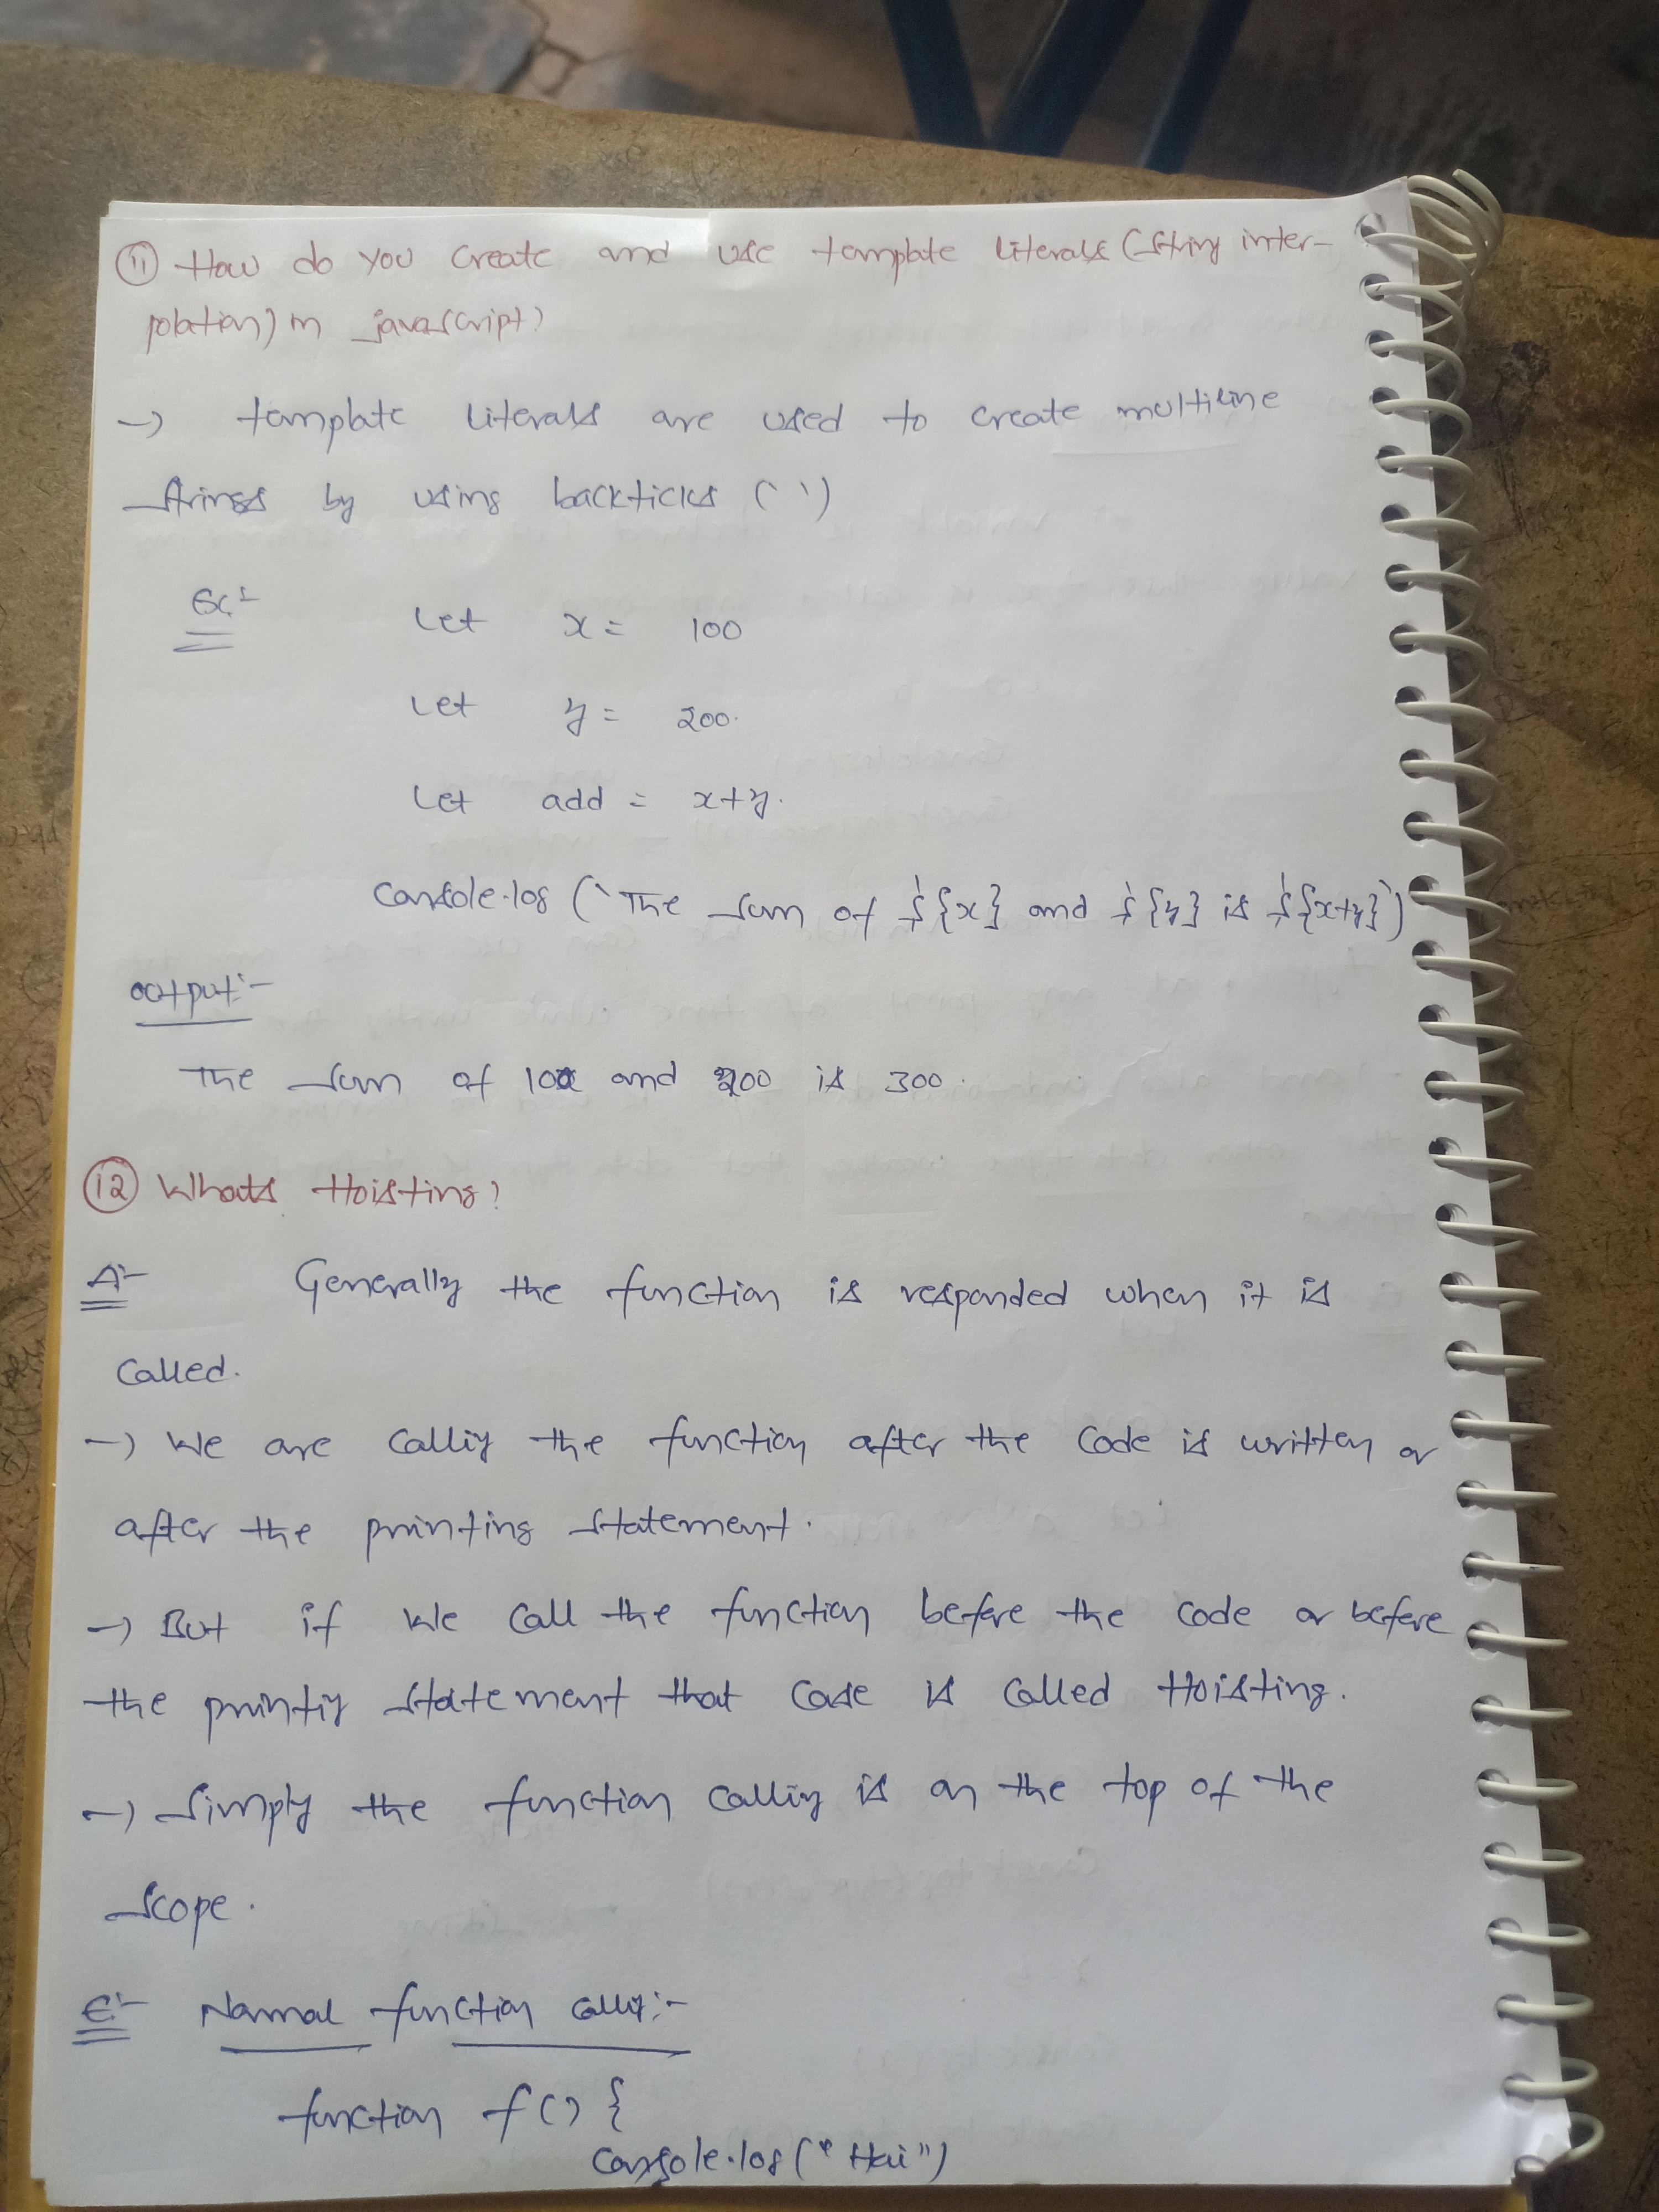 11 How do you create and use template literals (string inter-
polation) in javascript?
→ template literals are used to create multiline
strings by using backticks (` `)
Ex:-
let x = 100
let y = 200.
let add = x+y.
console.log (`The sum of ${x} and ${y} is ${x+y}`)
output:-
The sum of 100 and 200 is 300.
12 Whats Hoisting?
A:- Generally the function is responded when it is
called.
→ We are calling the function after the code is written or
after the printing statement.
→ But if we call the function before the code or before
the printing statement that case is called Hoisting.
→ Simply the function calling is on the top of the
scope.
E:- Normal function calling:-
function f() {
console.log("Hai")